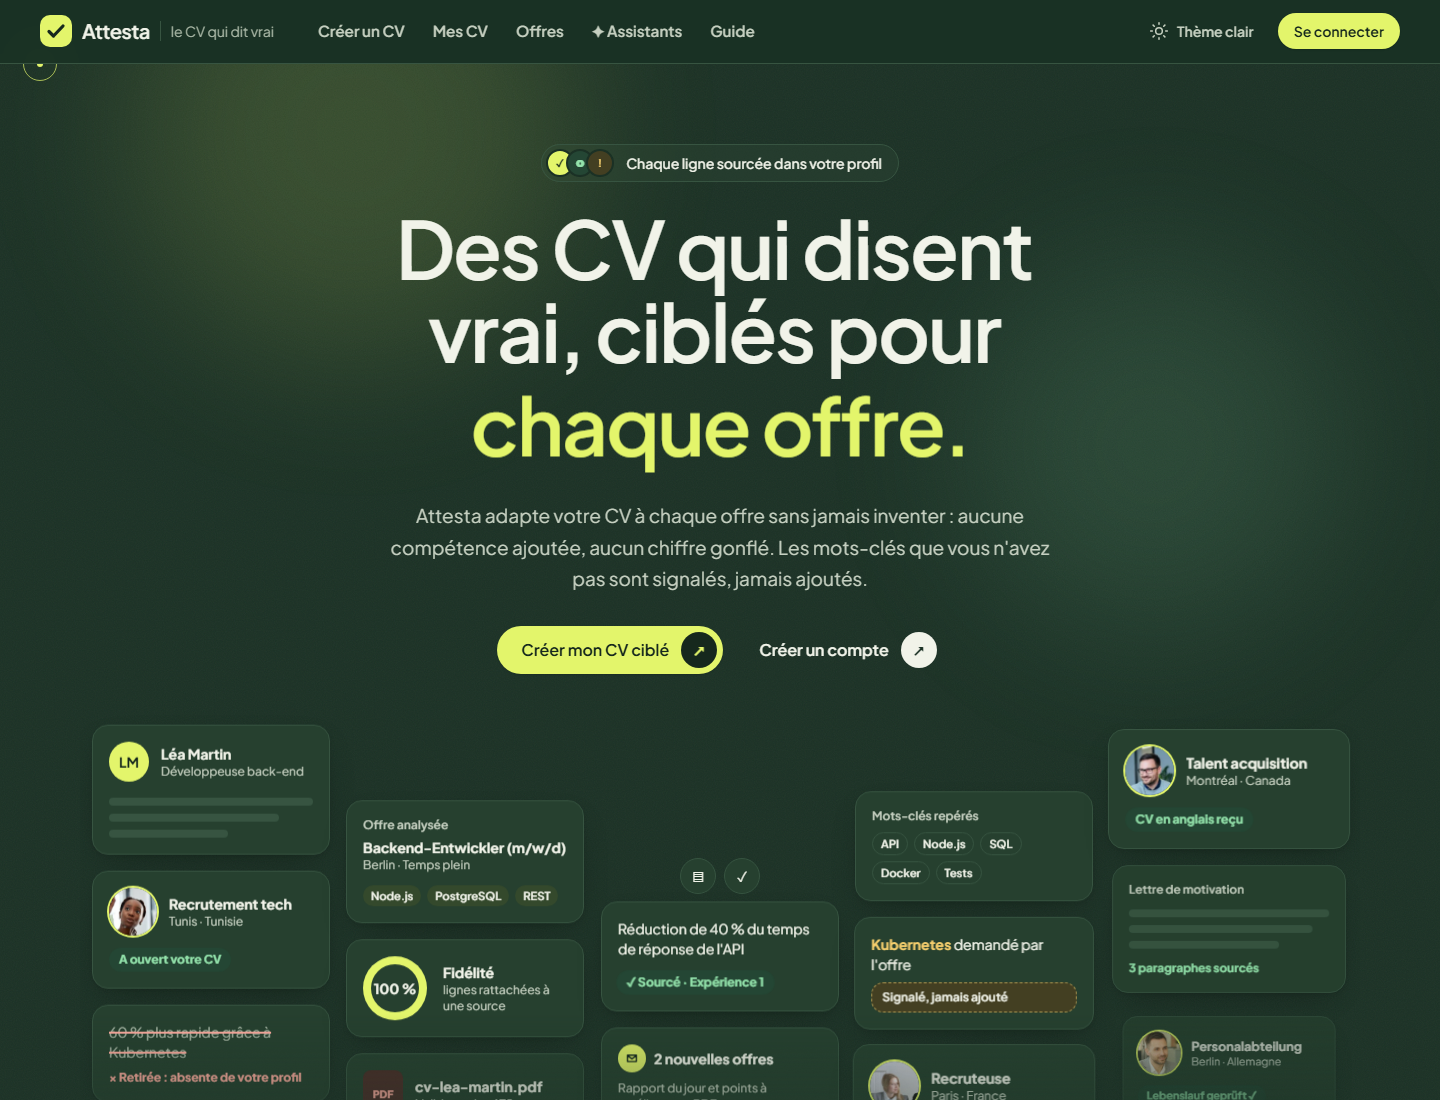 Attesta
le CV qui dit vrai
Créer un CV
Mes CV
Offres
Assistants
Guide
Thème clair
Se connecter
Chaque ligne sourcée dans votre profil
Des CV qui disent
vrai, ciblés pour
chaque offre.
Attesta adapte votre CV à chaque offre sans jamais inventer : aucune
compétence ajoutée, aucun chiffre gonflé. Les mots-clés que vous n'avez
pas sont signalés, jamais ajoutés.
Créer mon CV ciblé
Créer un compte
LM
Léa Martin
Développeuse back-end
Recrutement tech
Tunis · Tunisie
A ouvert votre CV
60 % plus rapide grâce à
Kubernetes
× Retirée : absente de votre profil
Offre analysée
Backend-Entwickler (m/w/d)
Berlin · Temps plein
Node.js
PostgreSQL
REST
100 %
Fidélité
lignes rattachées à
une source
PDF
cv-lea-martin.pdf
Réduction de 40 % du temps
de réponse de l'API
✓ Sourcé · Expérience 1
2 nouvelles offres
Rapport du jour et points à
Mots-clés repérés
API
Node.js
SQL
Docker
Tests
Kubernetes demandé par
l'offre
Signalé, jamais ajouté
Recruteuse
Paris · France
Talent acquisition
Montréal · Canada
CV en anglais reçu
Lettre de motivation
3 paragraphes sourcés
Personalabteilung
Berlin · Allemagne
Lebenslauf geprüft ✓